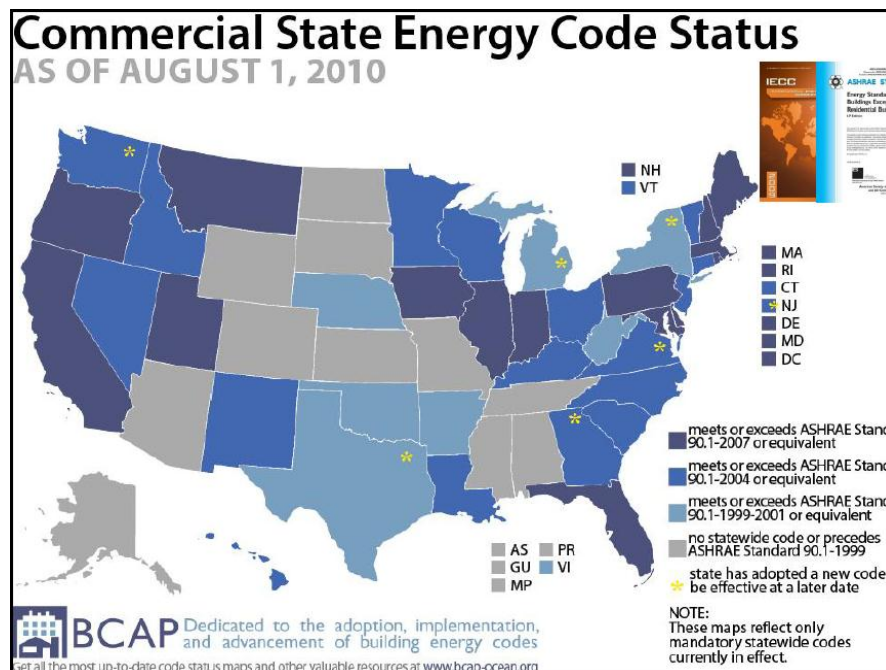 Commercial State Energy Code Status
AS OF AUGUST 1, 2010
IECC
ASHRAE
Energy
Buildings
Residential
NH
VT
MA
RI
CT
NJ
DE
MD
DC
meets or exceeds ASHRAE Stand
90.1-2007 or equivalent
meets or exceeds ASHRAE Stand
90.1-2004 or equivalent
meets or exceeds ASHRAE Stand
90.1-1999-2001 or equivalent
no statewide code or precedes
ASHRAE Standard 90.1-1999
state has adopted a new code
be effective at a later date
AS PR
GU VI
MP
NOTE:
These maps reflect only
mandatory statewide codes
currently in effect.
BCAP Dedicated to the adoption, implementation,
and advancement of building energy codes
Get all the most up-to-date code status maps and other valuable resources at www.bcap-ocean.org